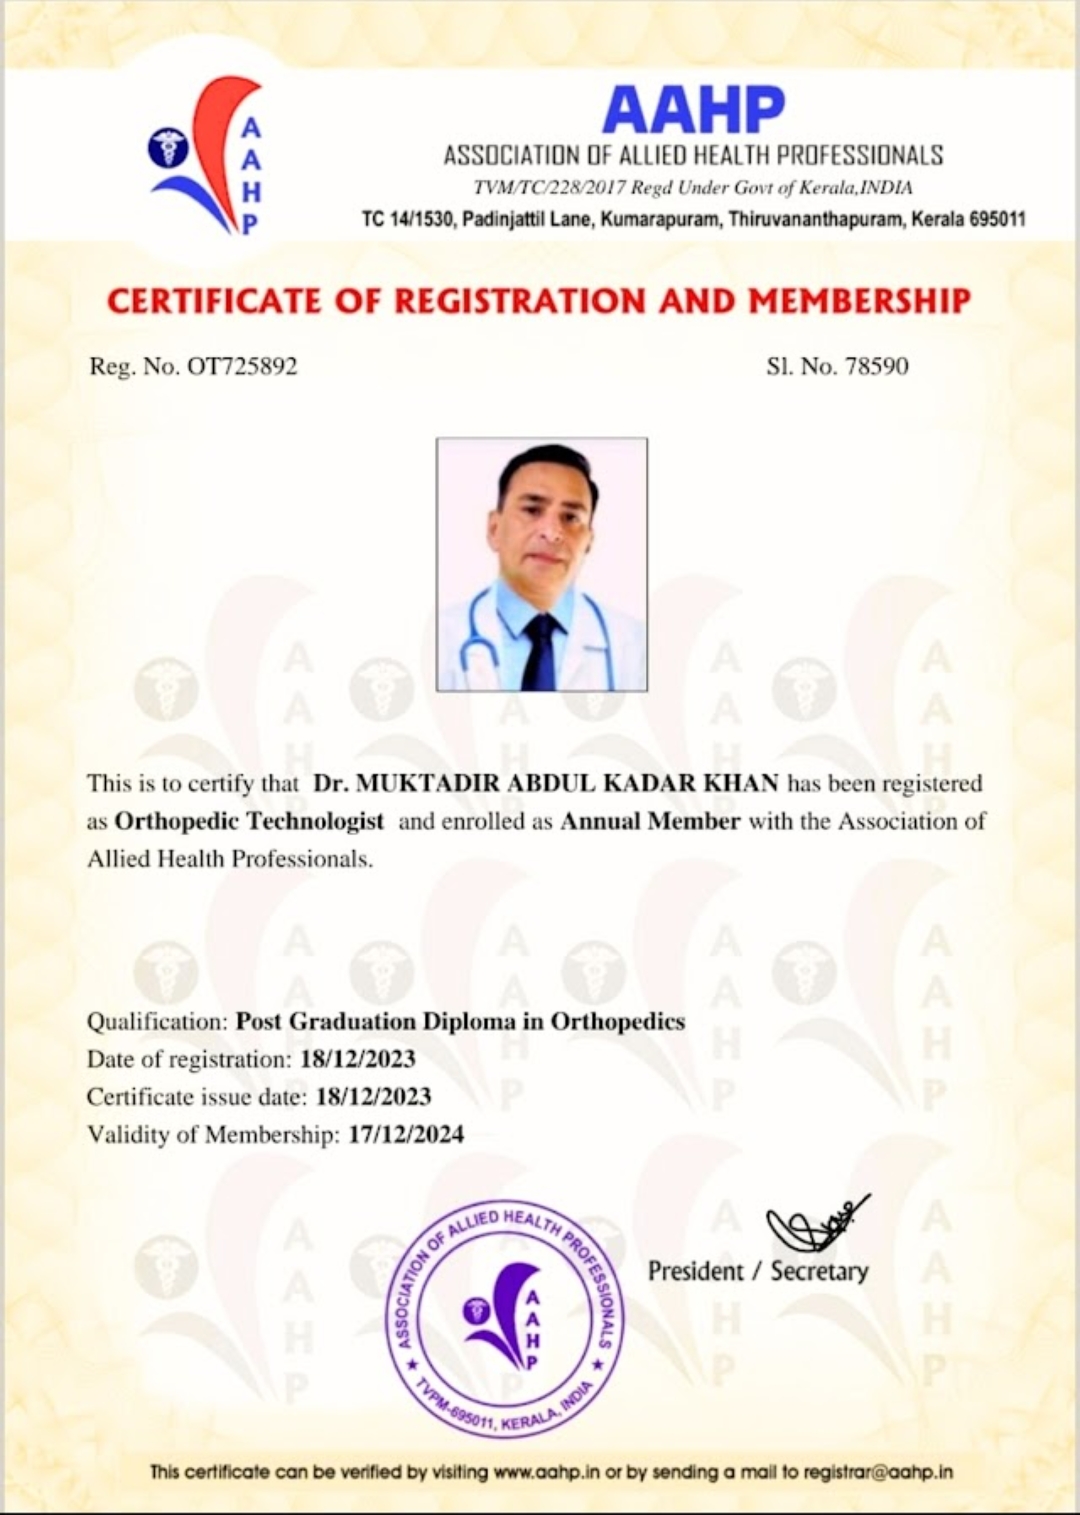 A
A
H
P
AAHP
ASSOCIATION OF ALLIED HEALTH PROFESSIONALS
TVM/TC/228/2017 Regd Under Govt of Kerala,INDIA
TC 14/1530, Padinjattil Lane, Kumarapuram, Thiruvananthapuram, Kerala 695011
CERTIFICATE OF REGISTRATION AND MEMBERSHIP
Reg. No. OT725892
Sl. No. 78590
This is to certify that Dr. MUKTADIR ABDUL KADAR KHAN has been registered
as Orthopedic Technologist and enrolled as Annual Member with the Association of
Allied Health Professionals.
Qualification: Post Graduation Diploma in Orthopedics
Date of registration: 18/12/2023
Certificate issue date: 18/12/2023
Validity of Membership: 17/12/2024
ASSOCIATION OF ALLIED HEALTH PROFESSIONALS
A
A
H
P
★ TVPM-695011, KERALA, INDIA ★
President / Secretary
This certificate can be verified by visiting www.aahp.in or by sending a mail to registrar@aahp.in